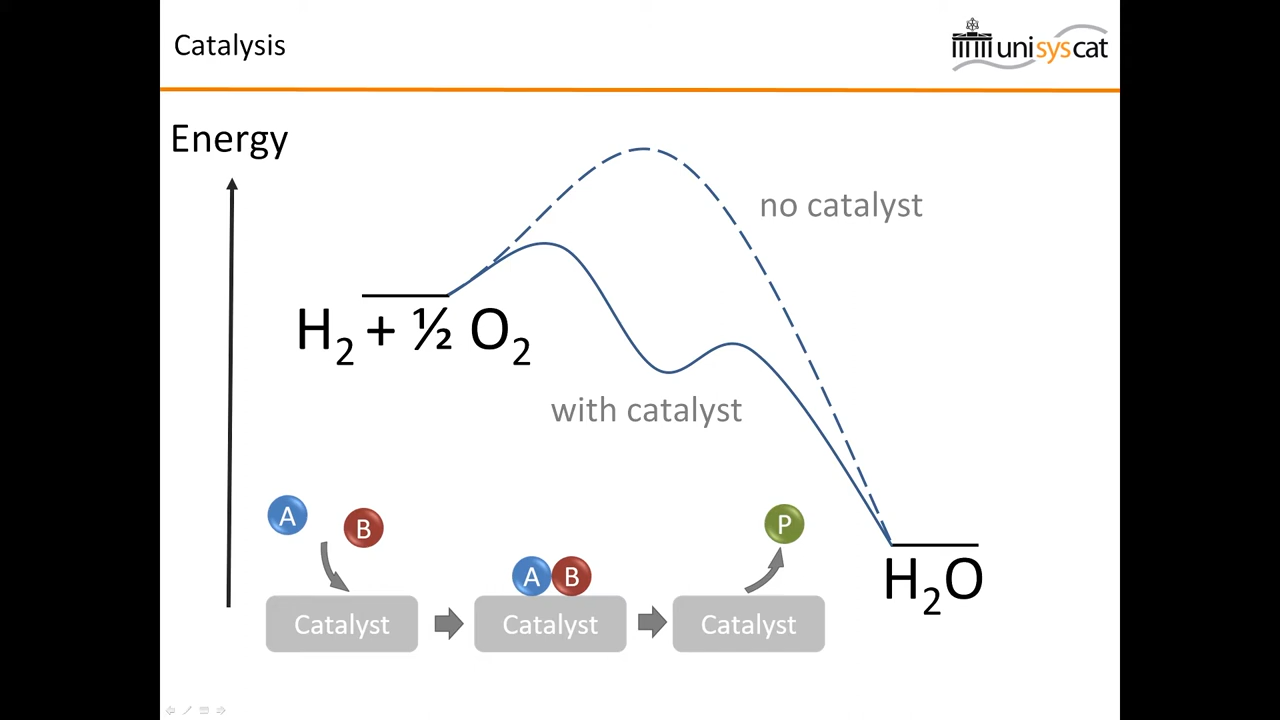 Catalysis
unisyscat
Energy
no catalyst
H₂ + ½ O₂
with catalyst
A
B
P
A B
H₂O
Catalyst
Catalyst
Catalyst